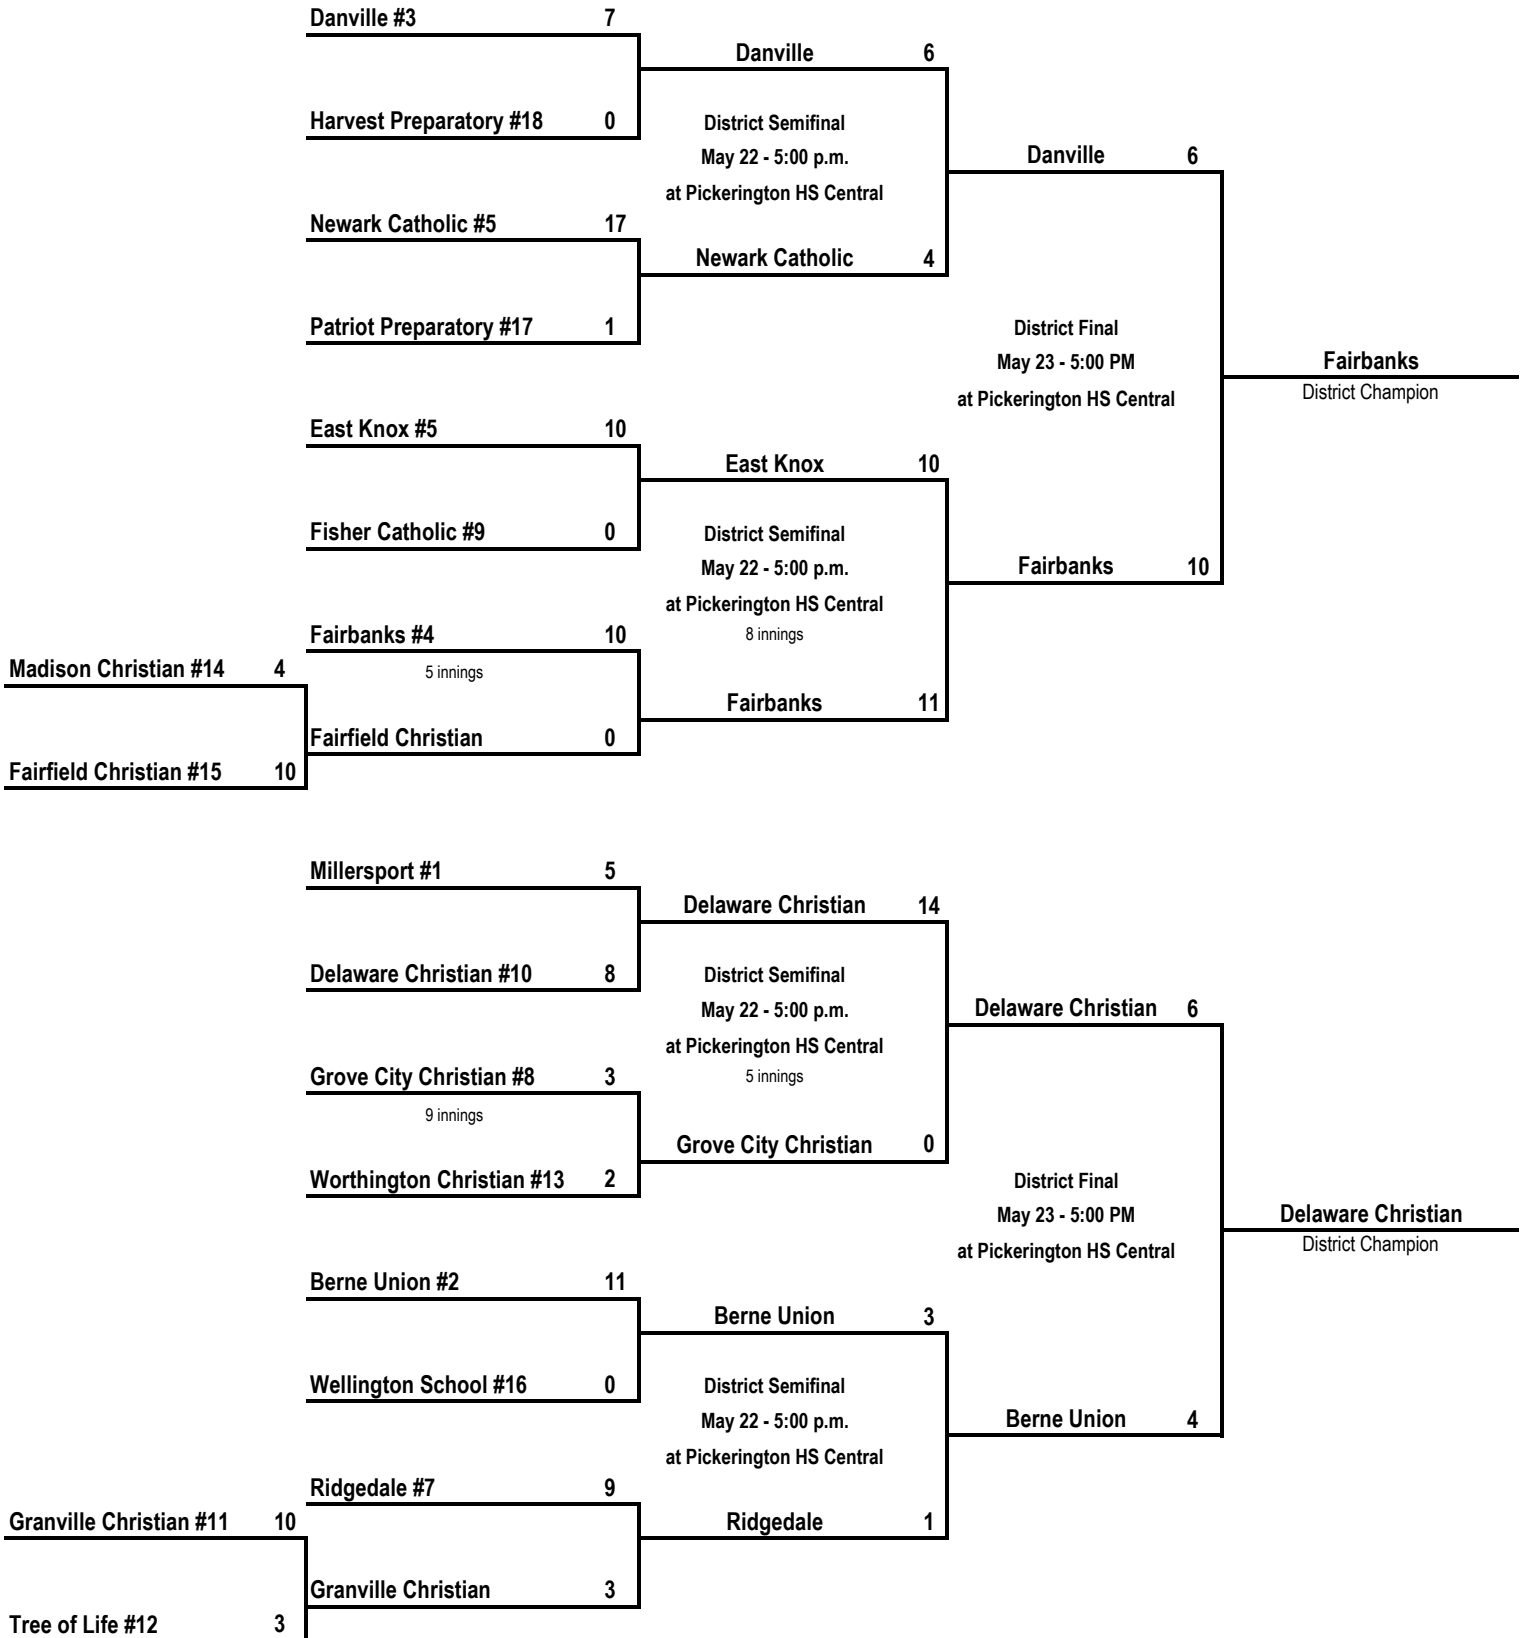 Danville #3 7
Danville 6
Harvest Preparatory #18 0
District Semifinal
May 22 - 5:00 p.m.
at Pickerington HS Central
Danville 6
Newark Catholic #5 17
Newark Catholic 4
Patriot Preparatory #17 1
District Final
May 23 - 5:00 PM
at Pickerington HS Central
Fairbanks
District Champion
East Knox #5 10
East Knox 10
Fisher Catholic #9 0
District Semifinal
May 22 - 5:00 p.m.
at Pickerington HS Central
8 innings
Fairbanks 10
Fairbanks #4 10
5 innings
Madison Christian #14 4
Fairbanks 11
Fairfield Christian 0
Fairfield Christian #15 10
Millersport #1 5
Delaware Christian 14
Delaware Christian #10 8
District Semifinal
May 22 - 5:00 p.m.
at Pickerington HS Central
5 innings
Delaware Christian 6
Grove City Christian #8 3
9 innings
Grove City Christian 0
Worthington Christian #13 2
District Final
May 23 - 5:00 PM
at Pickerington HS Central
Delaware Christian
District Champion
Berne Union #2 11
Berne Union 3
Wellington School #16 0
District Semifinal
May 22 - 5:00 p.m.
at Pickerington HS Central
Berne Union 4
Ridgedale #7 9
Granville Christian #11 10
Ridgedale 1
Granville Christian 3
Tree of Life #12 3